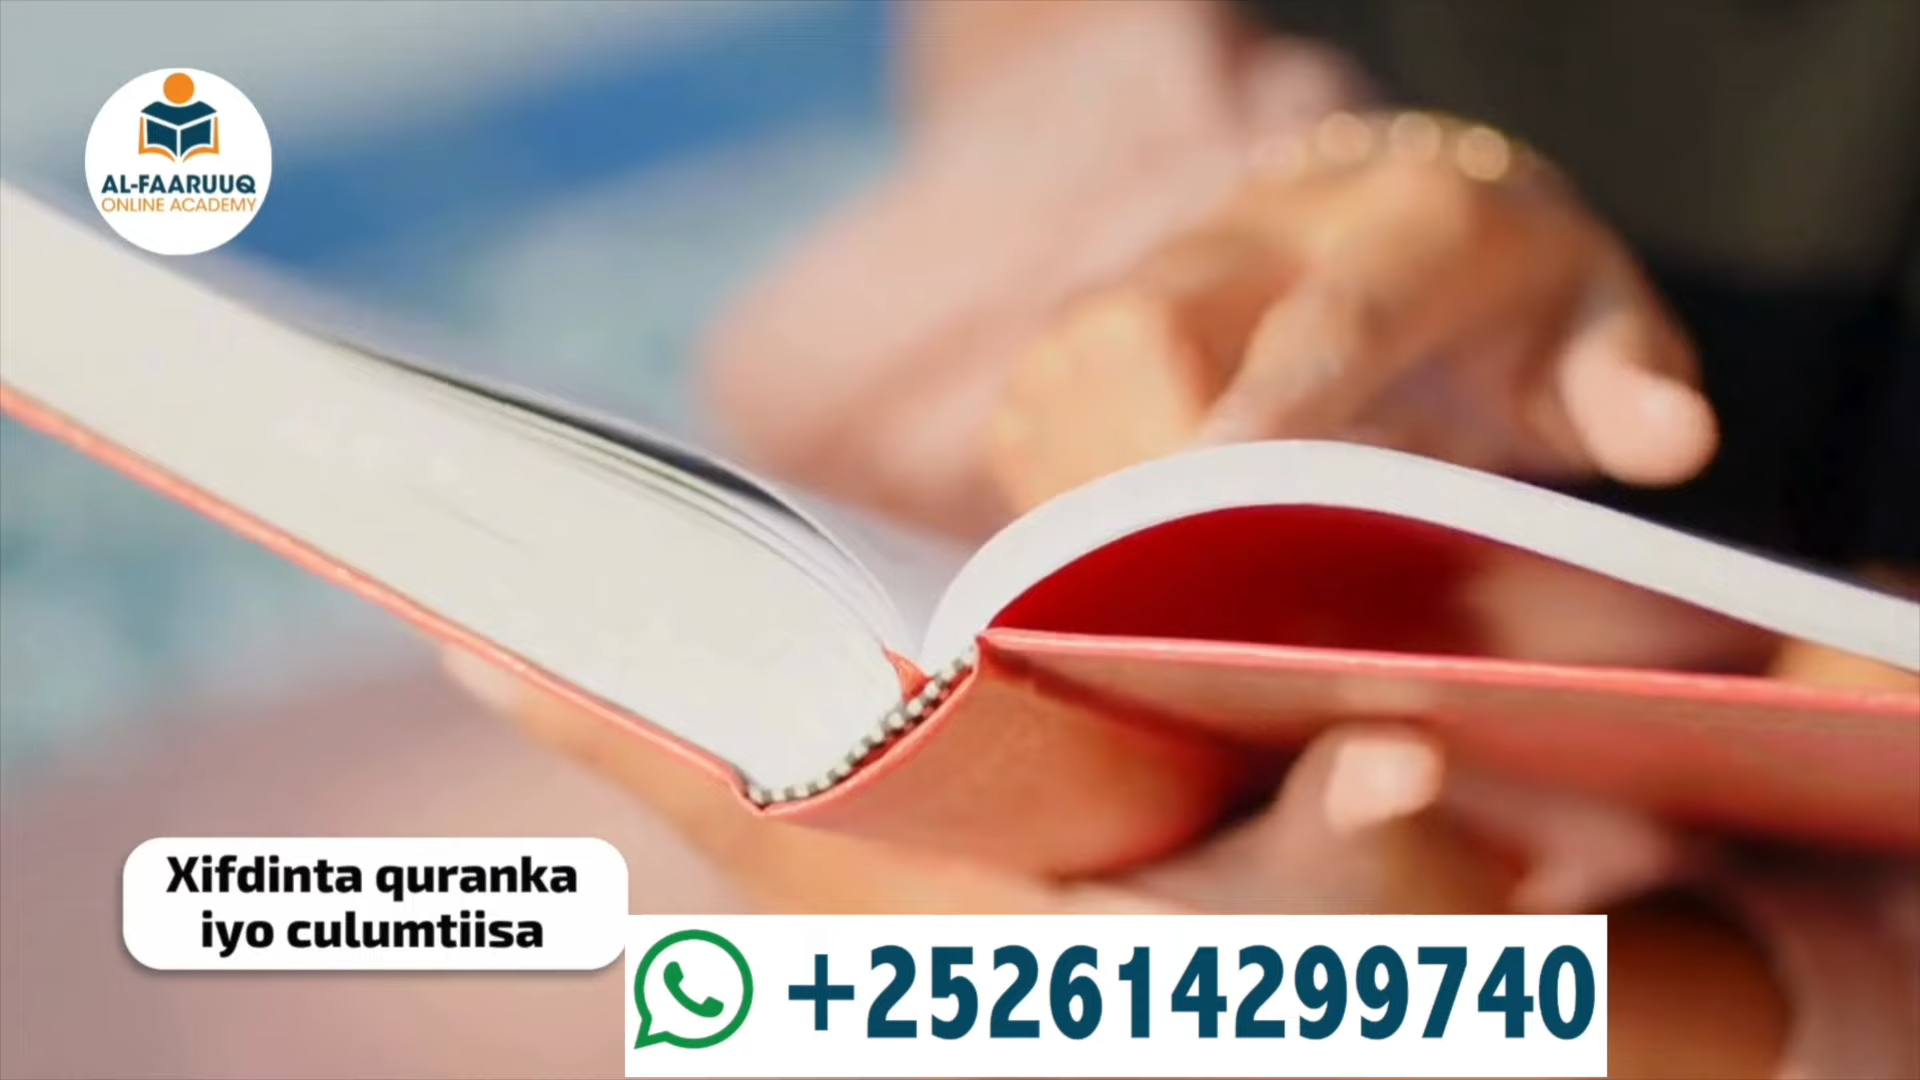 AL-FAARUUQ
ONLINE ACADEMY
Xifdinta quranka
iyo culumtiisa
+252614299740